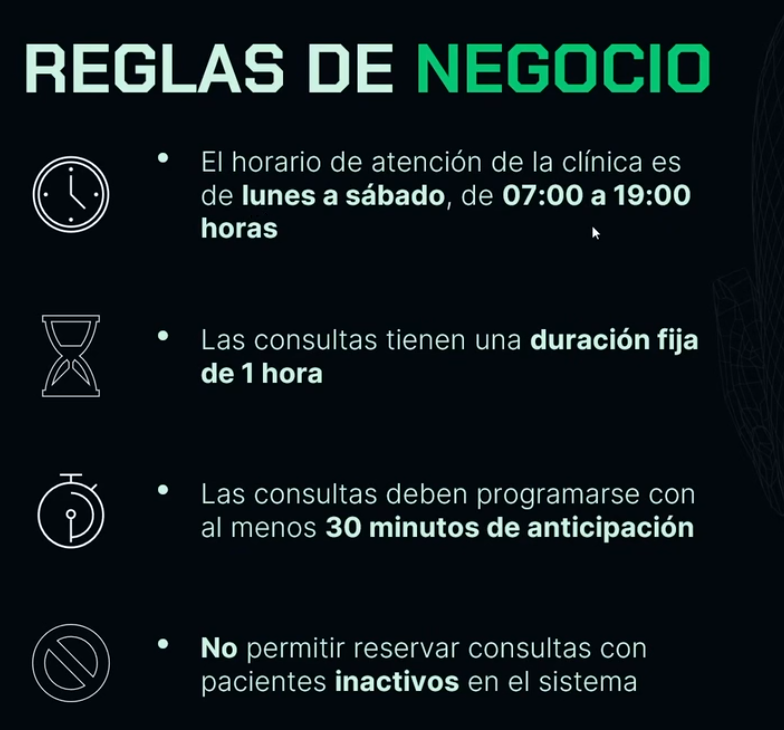 REGLAS DE NEGOCIO
• El horario de atención de la clínica es
de lunes a sábado, de 07:00 a 19:00
horas
• Las consultas tienen una duración fija
de 1 hora
• Las consultas deben programarse con
al menos 30 minutos de anticipación
• No permitir reservar consultas con
pacientes inactivos en el sistema